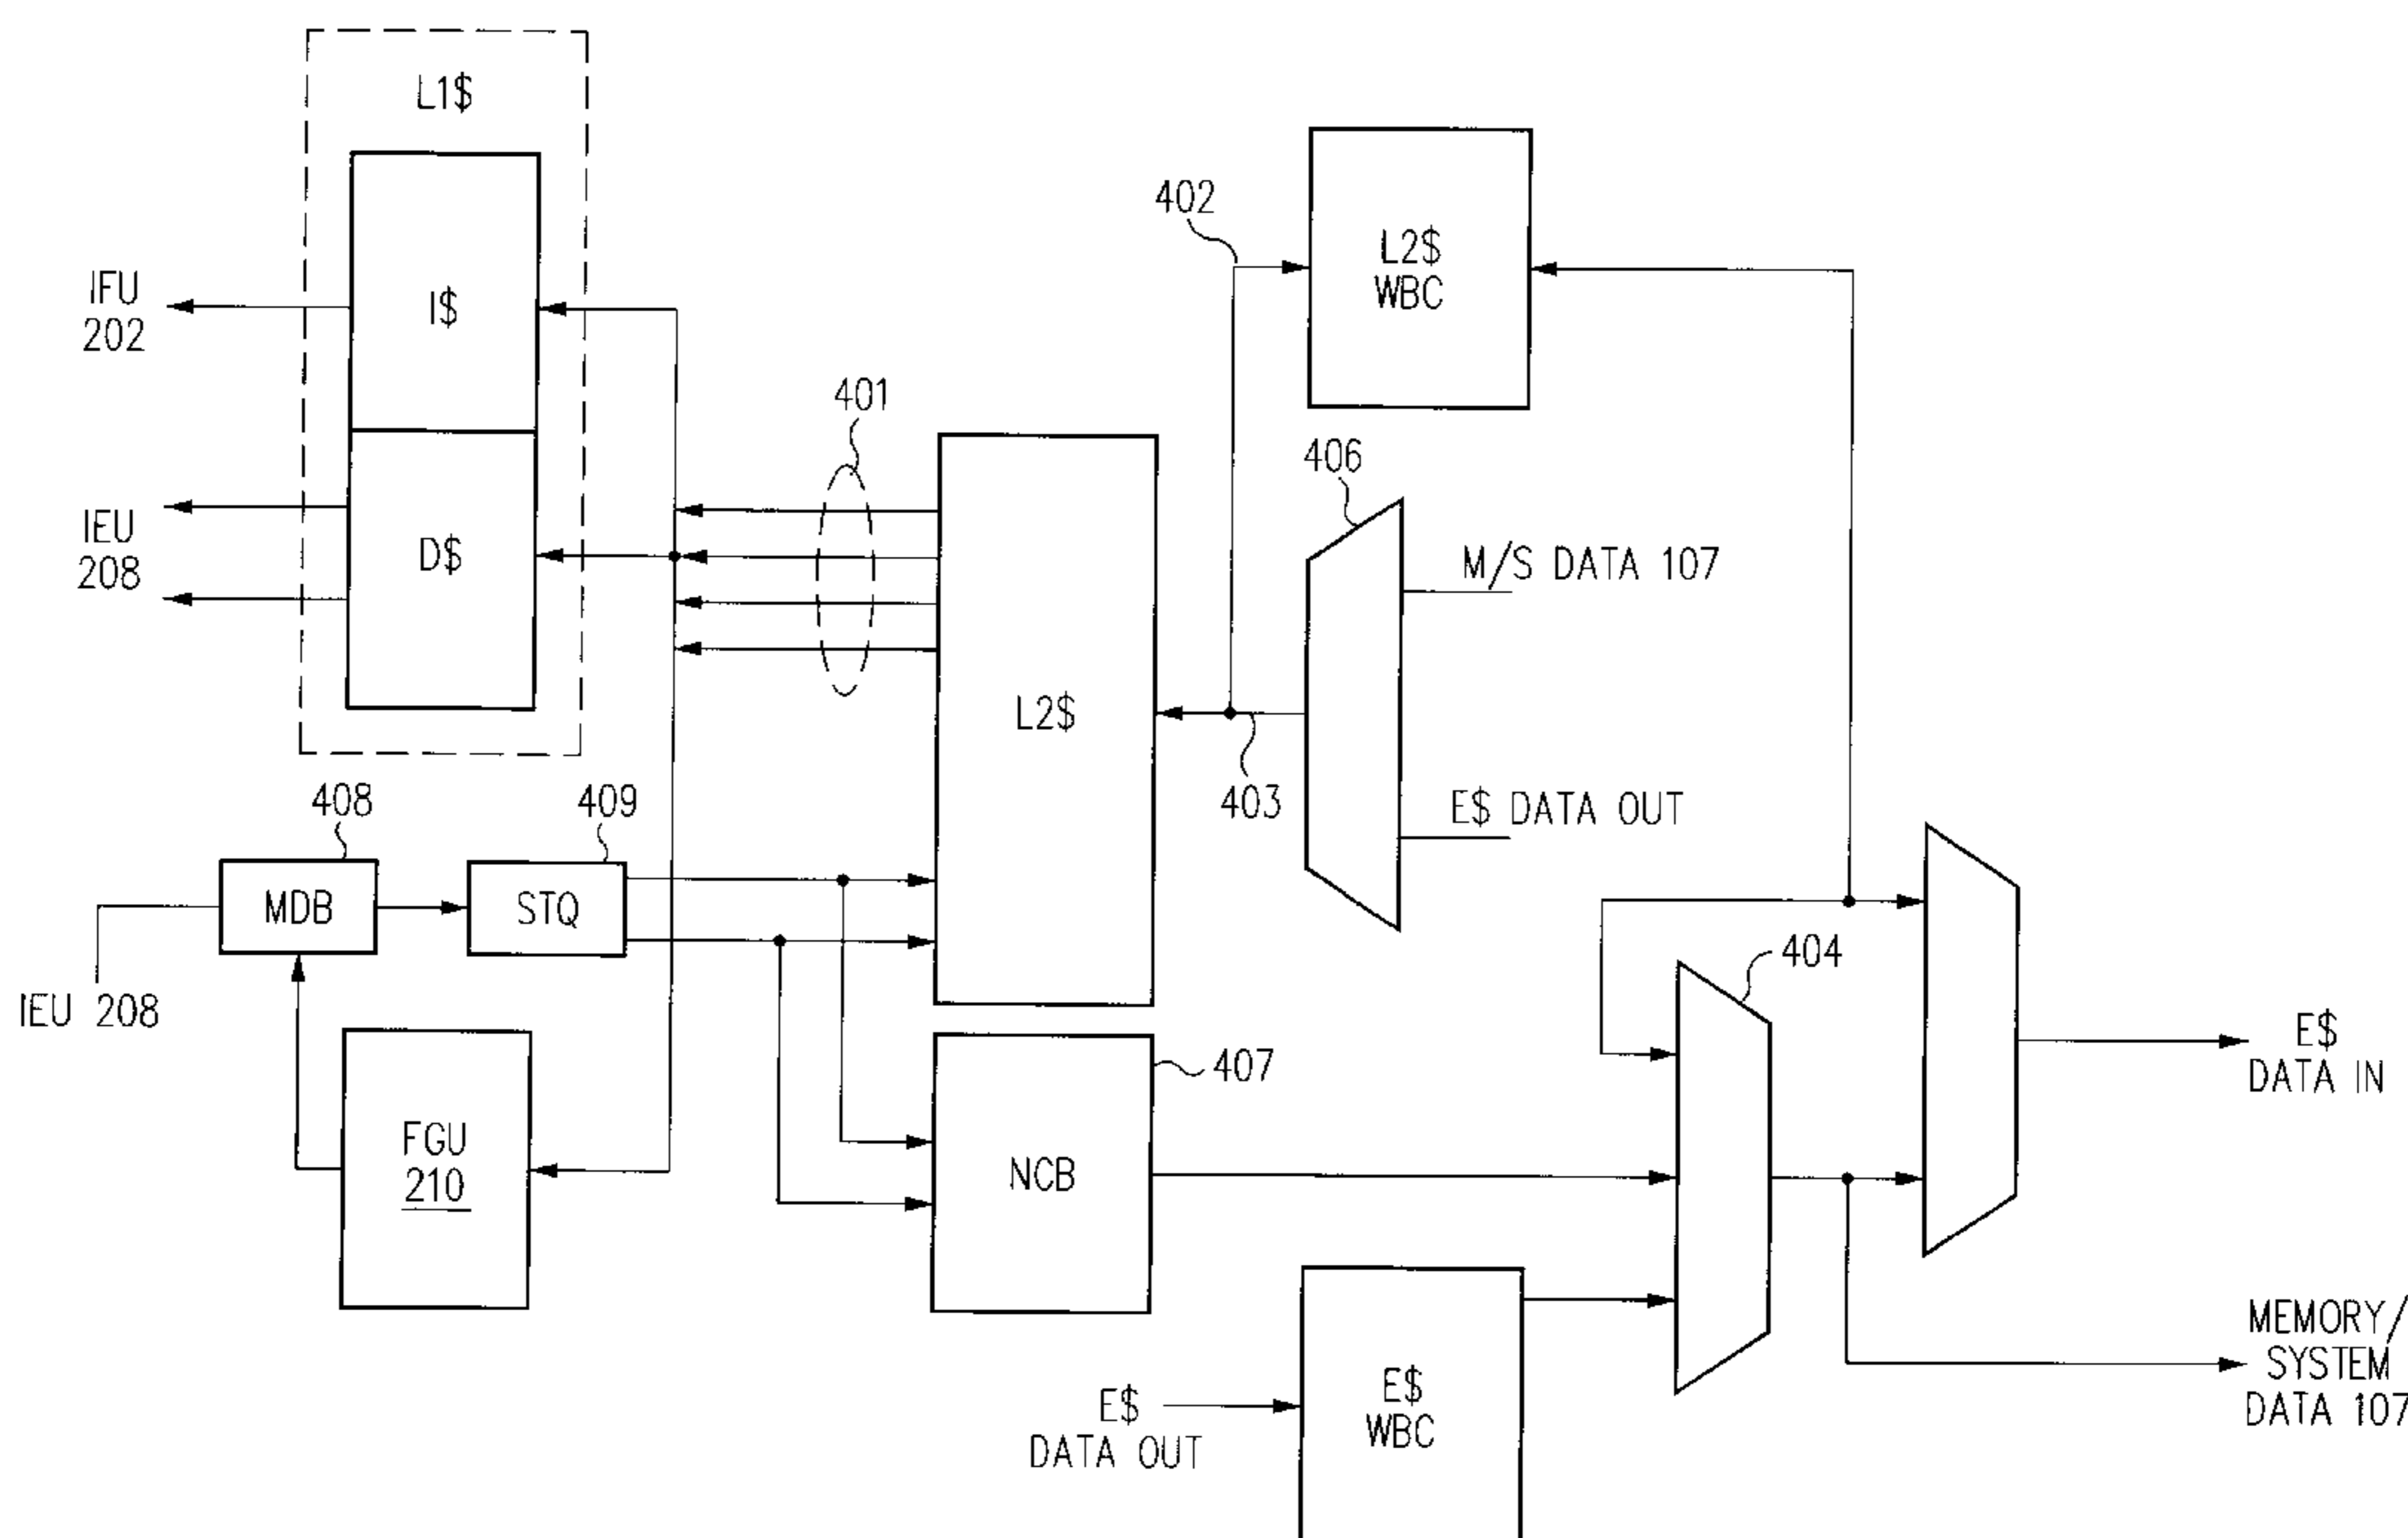 L1$
I$
D$
IFU
202
IEU
208
401
402
L2$
WBC
406
M/S DATA 107
L2$
403
E$ DATA OUT
408
409
MDB
STQ
IEU 208
404
E$
DATA IN
407
FGU
210
NCB
E$
DATA OUT
E$
WBC
MEMORY/
SYSTEM
DATA 107